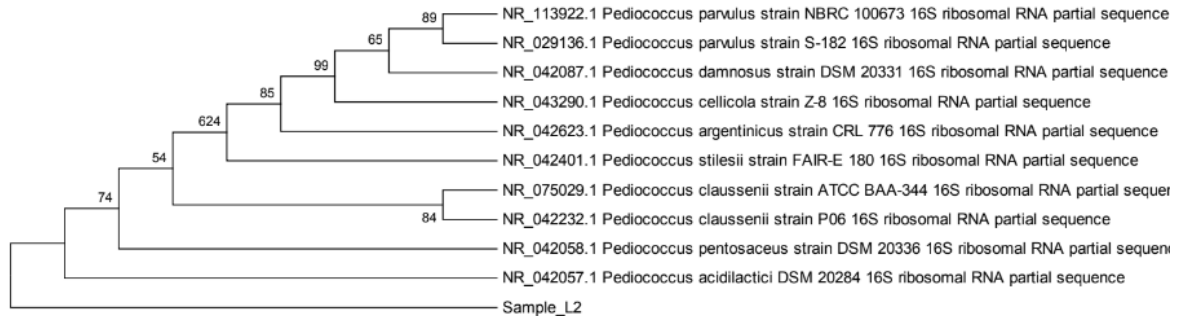 89
NR_113922.1 Pediococcus parvulus strain NBRC 100673 16S ribosomal RNA partial sequence
65
NR_029136.1 Pediococcus parvulus strain S-182 16S ribosomal RNA partial sequence
99
NR_042087.1 Pediococcus damnosus strain DSM 20331 16S ribosomal RNA partial sequence
85
NR_043290.1 Pediococcus cellicola strain Z-8 16S ribosomal RNA partial sequence
624
NR_042623.1 Pediococcus argentinicus strain CRL 776 16S ribosomal RNA partial sequence
54
NR_042401.1 Pediococcus stilesii strain FAIR-E 180 16S ribosomal RNA partial sequence
74
NR_075029.1 Pediococcus claussenii strain ATCC BAA-344 16S ribosomal RNA partial sequer
84
NR_042232.1 Pediococcus claussenii strain P06 16S ribosomal RNA partial sequence
NR_042058.1 Pediococcus pentosaceus strain DSM 20336 16S ribosomal RNA partial sequen
NR_042057.1 Pediococcus acidilactici DSM 20284 16S ribosomal RNA partial sequence
Sample_L2